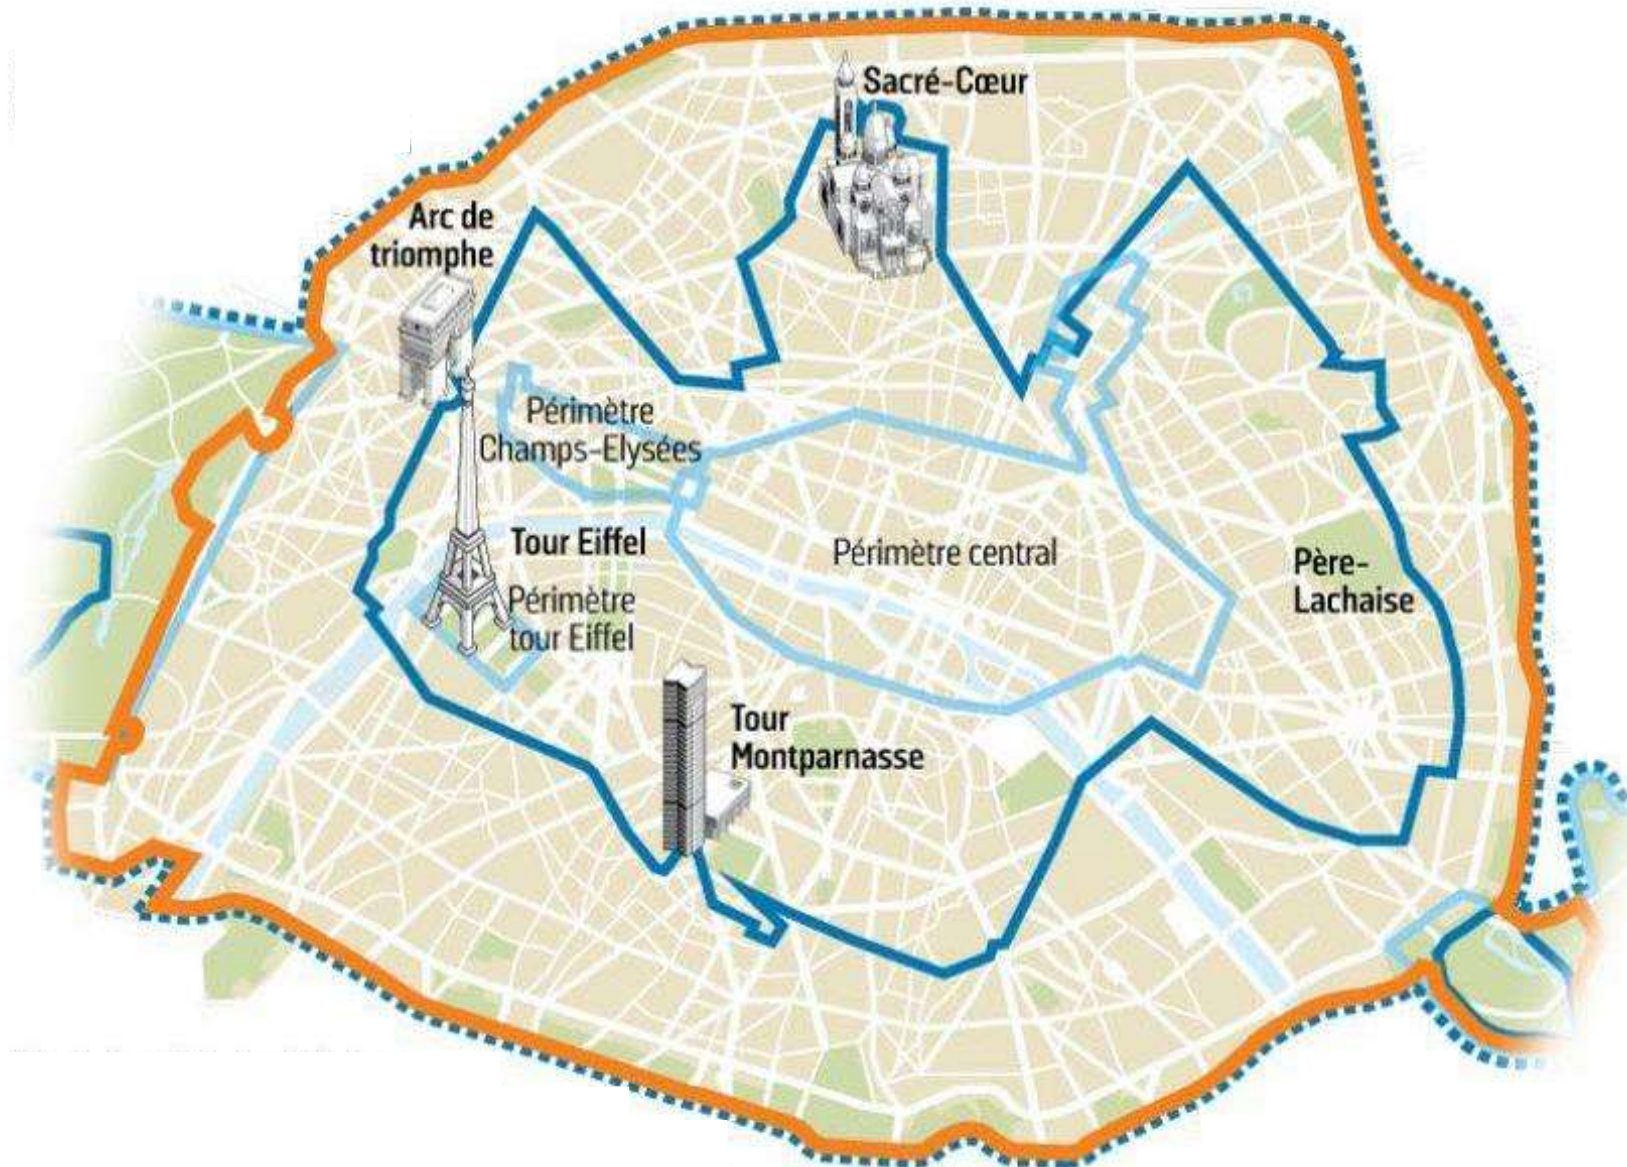 Sacré-Cœur
Arc de
triomphe
Périmètre
Champs-Elysées
Tour Eiffel
Périmètre
tour Eiffel
Périmètre central
Père-
Lachaise
Tour
Montparnasse